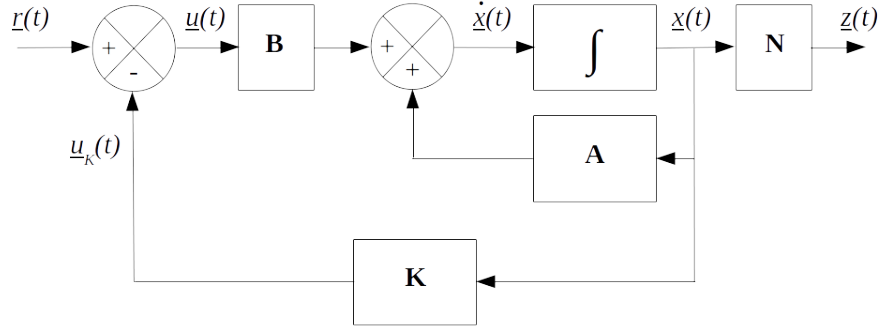 r(t)
u(t)
ẋ(t)
x(t)
z(t)
+
-
B
+
+
∫
N
u_K(t)
A
K